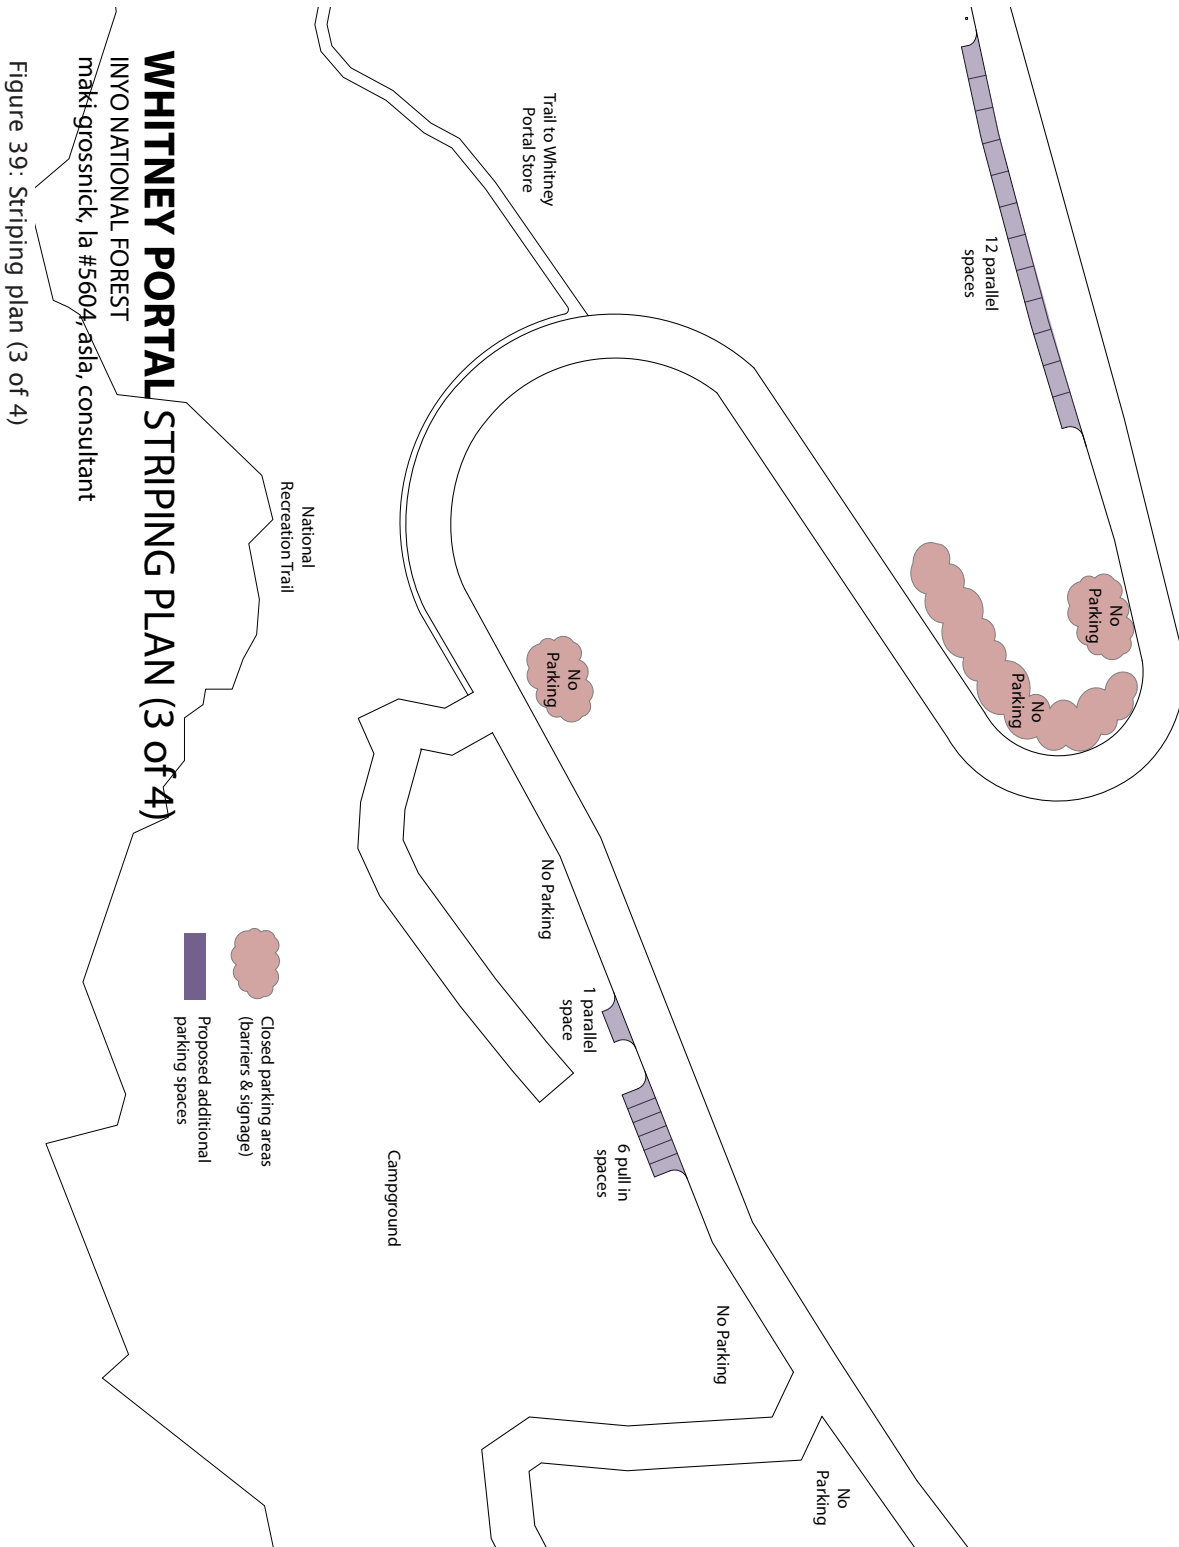 No
Parking
No
Parking
12 parallel
spaces
No
Parking
No Parking
6 pull in
spaces
1 parallel
space
No
Parking
Trail to Whitney
Portal Store
No Parking
Campground
National
Recreation Trail
Closed parking areas
(barriers & signage)
Proposed additional
parking spaces
WHITNEY PORTAL STRIPING PLAN (3 of 4)
INYO NATIONAL FOREST
maki grossnick, la #5604, asla, consultant
Figure 39: Striping plan (3 of 4)